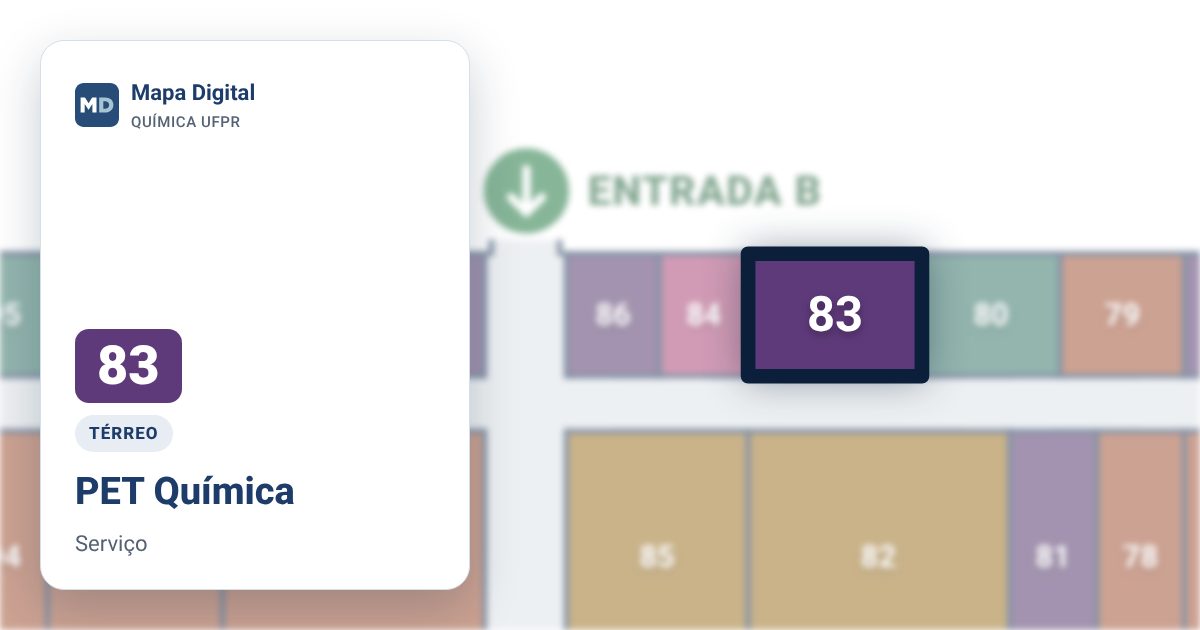 MD
Mapa Digital
QUÍMICA UFPR
83
TÉRREO
PET Química
Serviço
ENTRADA B
86
84
83
80
79
85
82
81
78